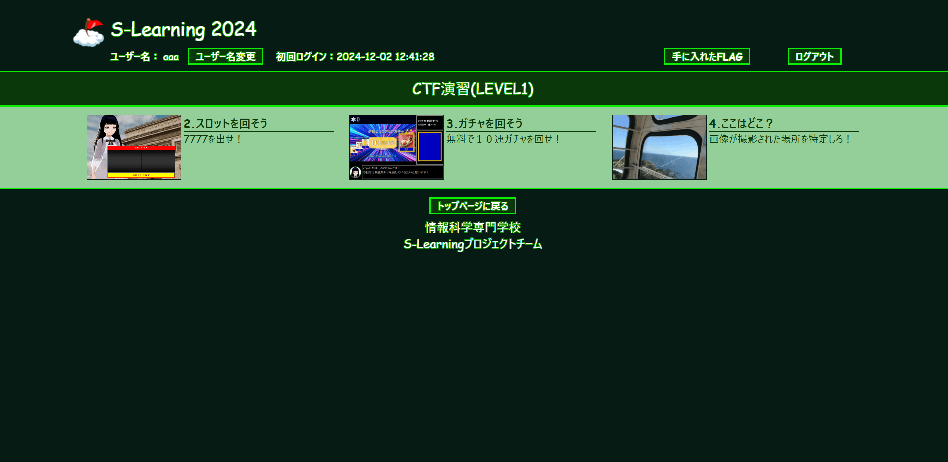 S-Learning 2024
ユーザー名： aaa ユーザー名変更 初回ログイン：2024-12-02 12:41:28 手に入れたFLAG ログアウト
CTF演習(LEVEL1)
2.スロットを回そう
7777を出せ！
3.ガチャを回そう
無料で１０連ガチャを回せ！
4.ここはどこ？
画像が撮影された場所を特定しろ！
トップページに戻る
情報科学専門学校
S-Learningプロジェクトチーム